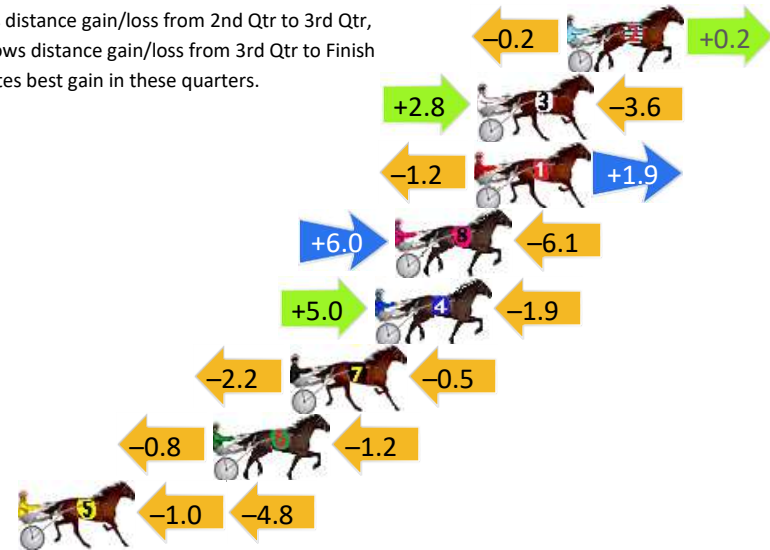 distance gain/loss from 2nd Qtr to 3rd Qtr,
ows distance gain/loss from 3rd Qtr to Finish
tes best gain in these quarters.
–0.2 +0.2
+2.8 3 –3.6
–1.2 1 +1.9
+6.0 8 –6.1
+5.0 4 –1.9
–2.2 7 –0.5
–0.8 6 –1.2
5 –1.0 –4.8